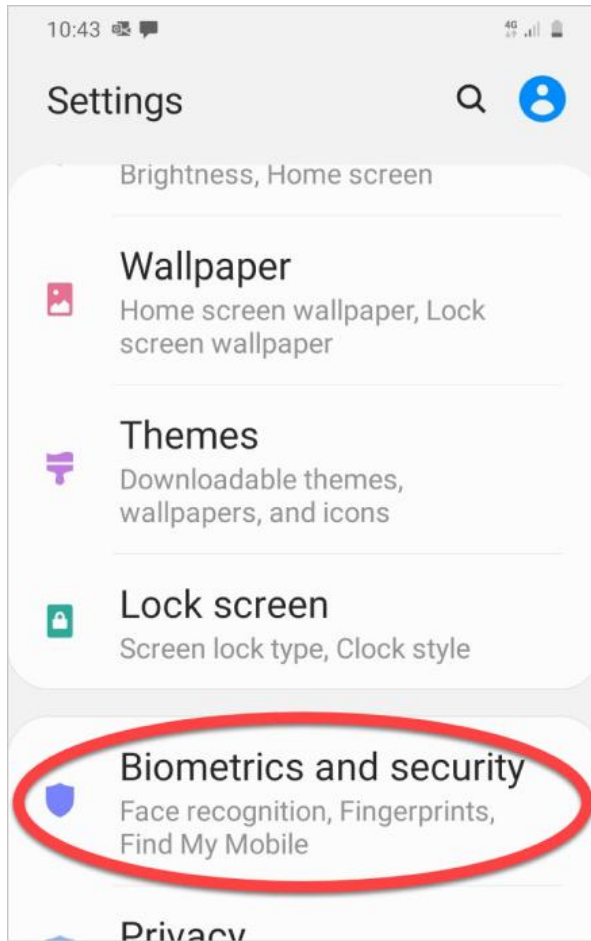 10:43
4G
Settings
Brightness, Home screen
Wallpaper
Home screen wallpaper, Lock
screen wallpaper
Themes
Downloadable themes,
wallpapers, and icons
Lock screen
Screen lock type, Clock style
Biometrics and security
Face recognition, Fingerprints,
Find My Mobile
Privacy